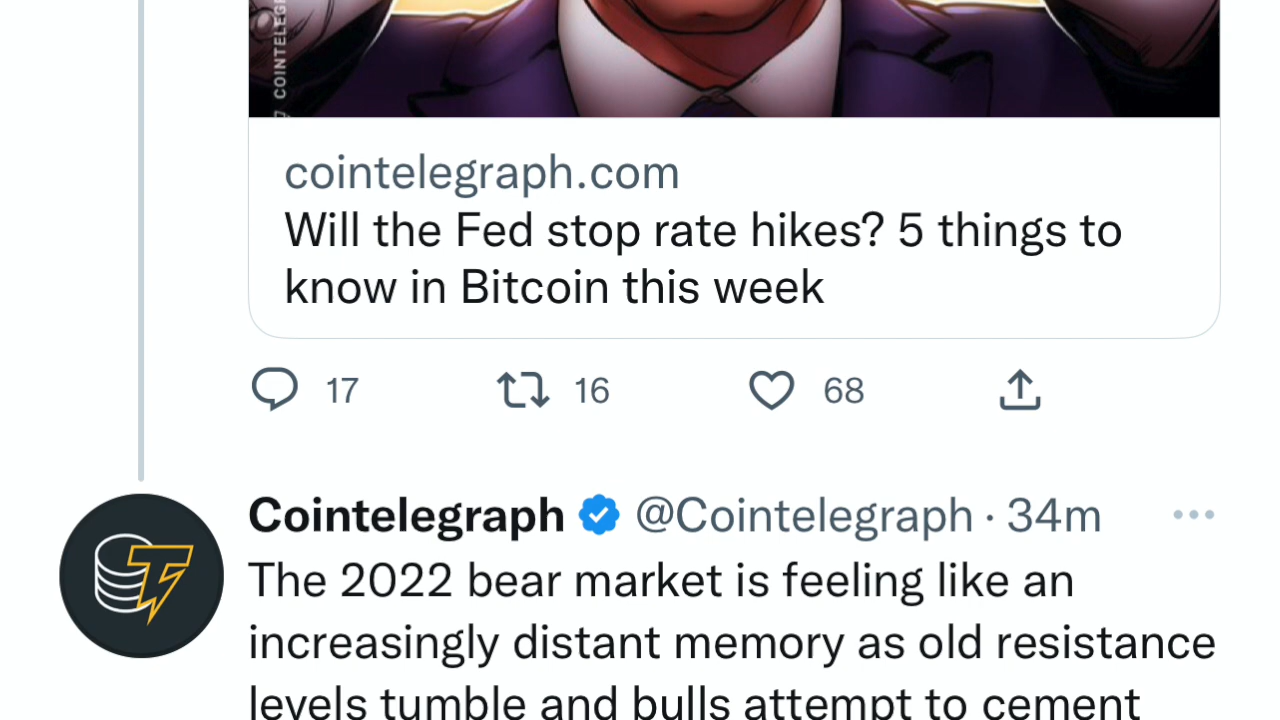 COINTELEGR
cointelegraph.com
Will the Fed stop rate hikes? 5 things to
know in Bitcoin this week
17 16 68
Cointelegraph @Cointelegraph · 34m
The 2022 bear market is feeling like an
increasingly distant memory as old resistance
levels tumble and bulls attempt to cement